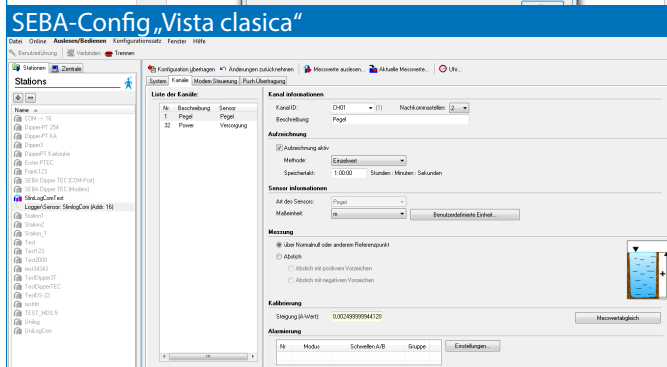 SEBA-Config „Vista clasica“
Datei Online Auslesen/Bedienen Konfigurationssatz Fenster Hilfe
Benutzerführung Verbinden Trennen
Stationen Zentrale
Stations
Name
COM -> 16
Dipper-PT 254
Dipper-PT KA
Dipper3
DipperPT Karlsruhe
Erster PTEC
Frank123
SEBA Dipper TEC (COM-Port)
SEBA Dipper TEC (Modem)
SlimLogComTest
Logger\Sensor: SlimlogCom (Addr. 16)
Station1
Station2
Station_1
Test
Test123
Test2000
test34343
TestDipper3T
TestDipperTEC
TestDS-22
testttt
TEST_MDS 5
Unilog
UniLogCom
Konfiguration übertragen Änderungen zurücknehmen Messwerte auslesen... Aktuelle Messwerte... Uhr...
System Kanäle Modem Steuerung Push Übertragung
Liste der Kanäle:
Nr. Beschreibung Sensor
1 Pegel Pegel
32 Power Versorgung
Kanal informationen
Kanal ID: CH01 (1) Nachkommastellen: 2
Beschreibung: Pegel
Aufzeichnung
Aufzeichnung aktiv
Methode: Einzelwert
Speichertakt: 1:00:00 Stunden : Minuten : Sekunden
Sensor informationen
Art des Sensors: Pegel
Maßeinheit: m Benutzerdefinierte Einheit...
Messung
über Normalnull oder anderem Referenzpunkt
Abstich
Abstich mit positivem Vorzeichen
Abstich mit negativem Vorzeichen
Kalibrierung
Steigung (A-Wert): 0.002499999944120 Messwertabgleich
Alarmierung
Nr Modus Schwellen A/B Gruppe Einstellungen...